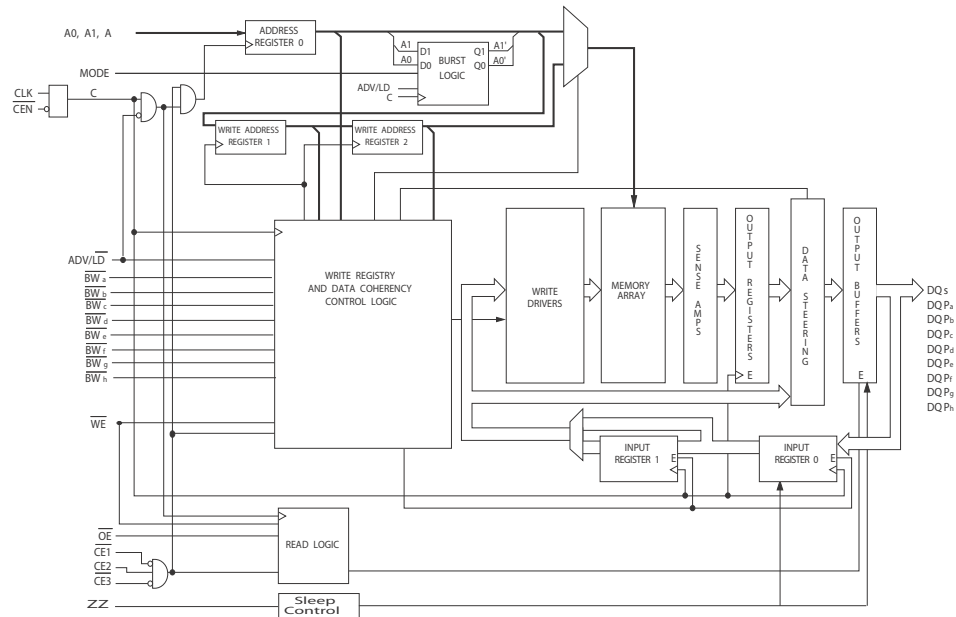 A0, A1, A
ADDRESS
REGISTER 0
A1
A0
D1
D0
BURST
LOGIC
Q1
Q0
A1'
A0'
MODE
ADV/LD
C
CLK
CEN
C
WRITE ADDRESS
REGISTER 1
WRITE ADDRESS
REGISTER 2
ADV/LD
BWa
BWb
BWc
BWd
BWe
BWf
BWg
BWh
WE
WRITE REGISTRY
AND DATA COHERENCY
CONTROL LOGIC
WRITE
DRIVERS
MEMORY
ARRAY
SENSE AMPS
OUTPUT REGISTERS
E
DATA STEERING
OUTPUT BUFFERS
E
DQs
DQPa
DQPb
DQPc
DQPd
DQPe
DQPf
DQPg
DQPh
INPUT
REGISTER 1
E
INPUT
REGISTER 0
E
OE
CE1
CE2
CE3
READ LOGIC
ZZ
Sleep
Control